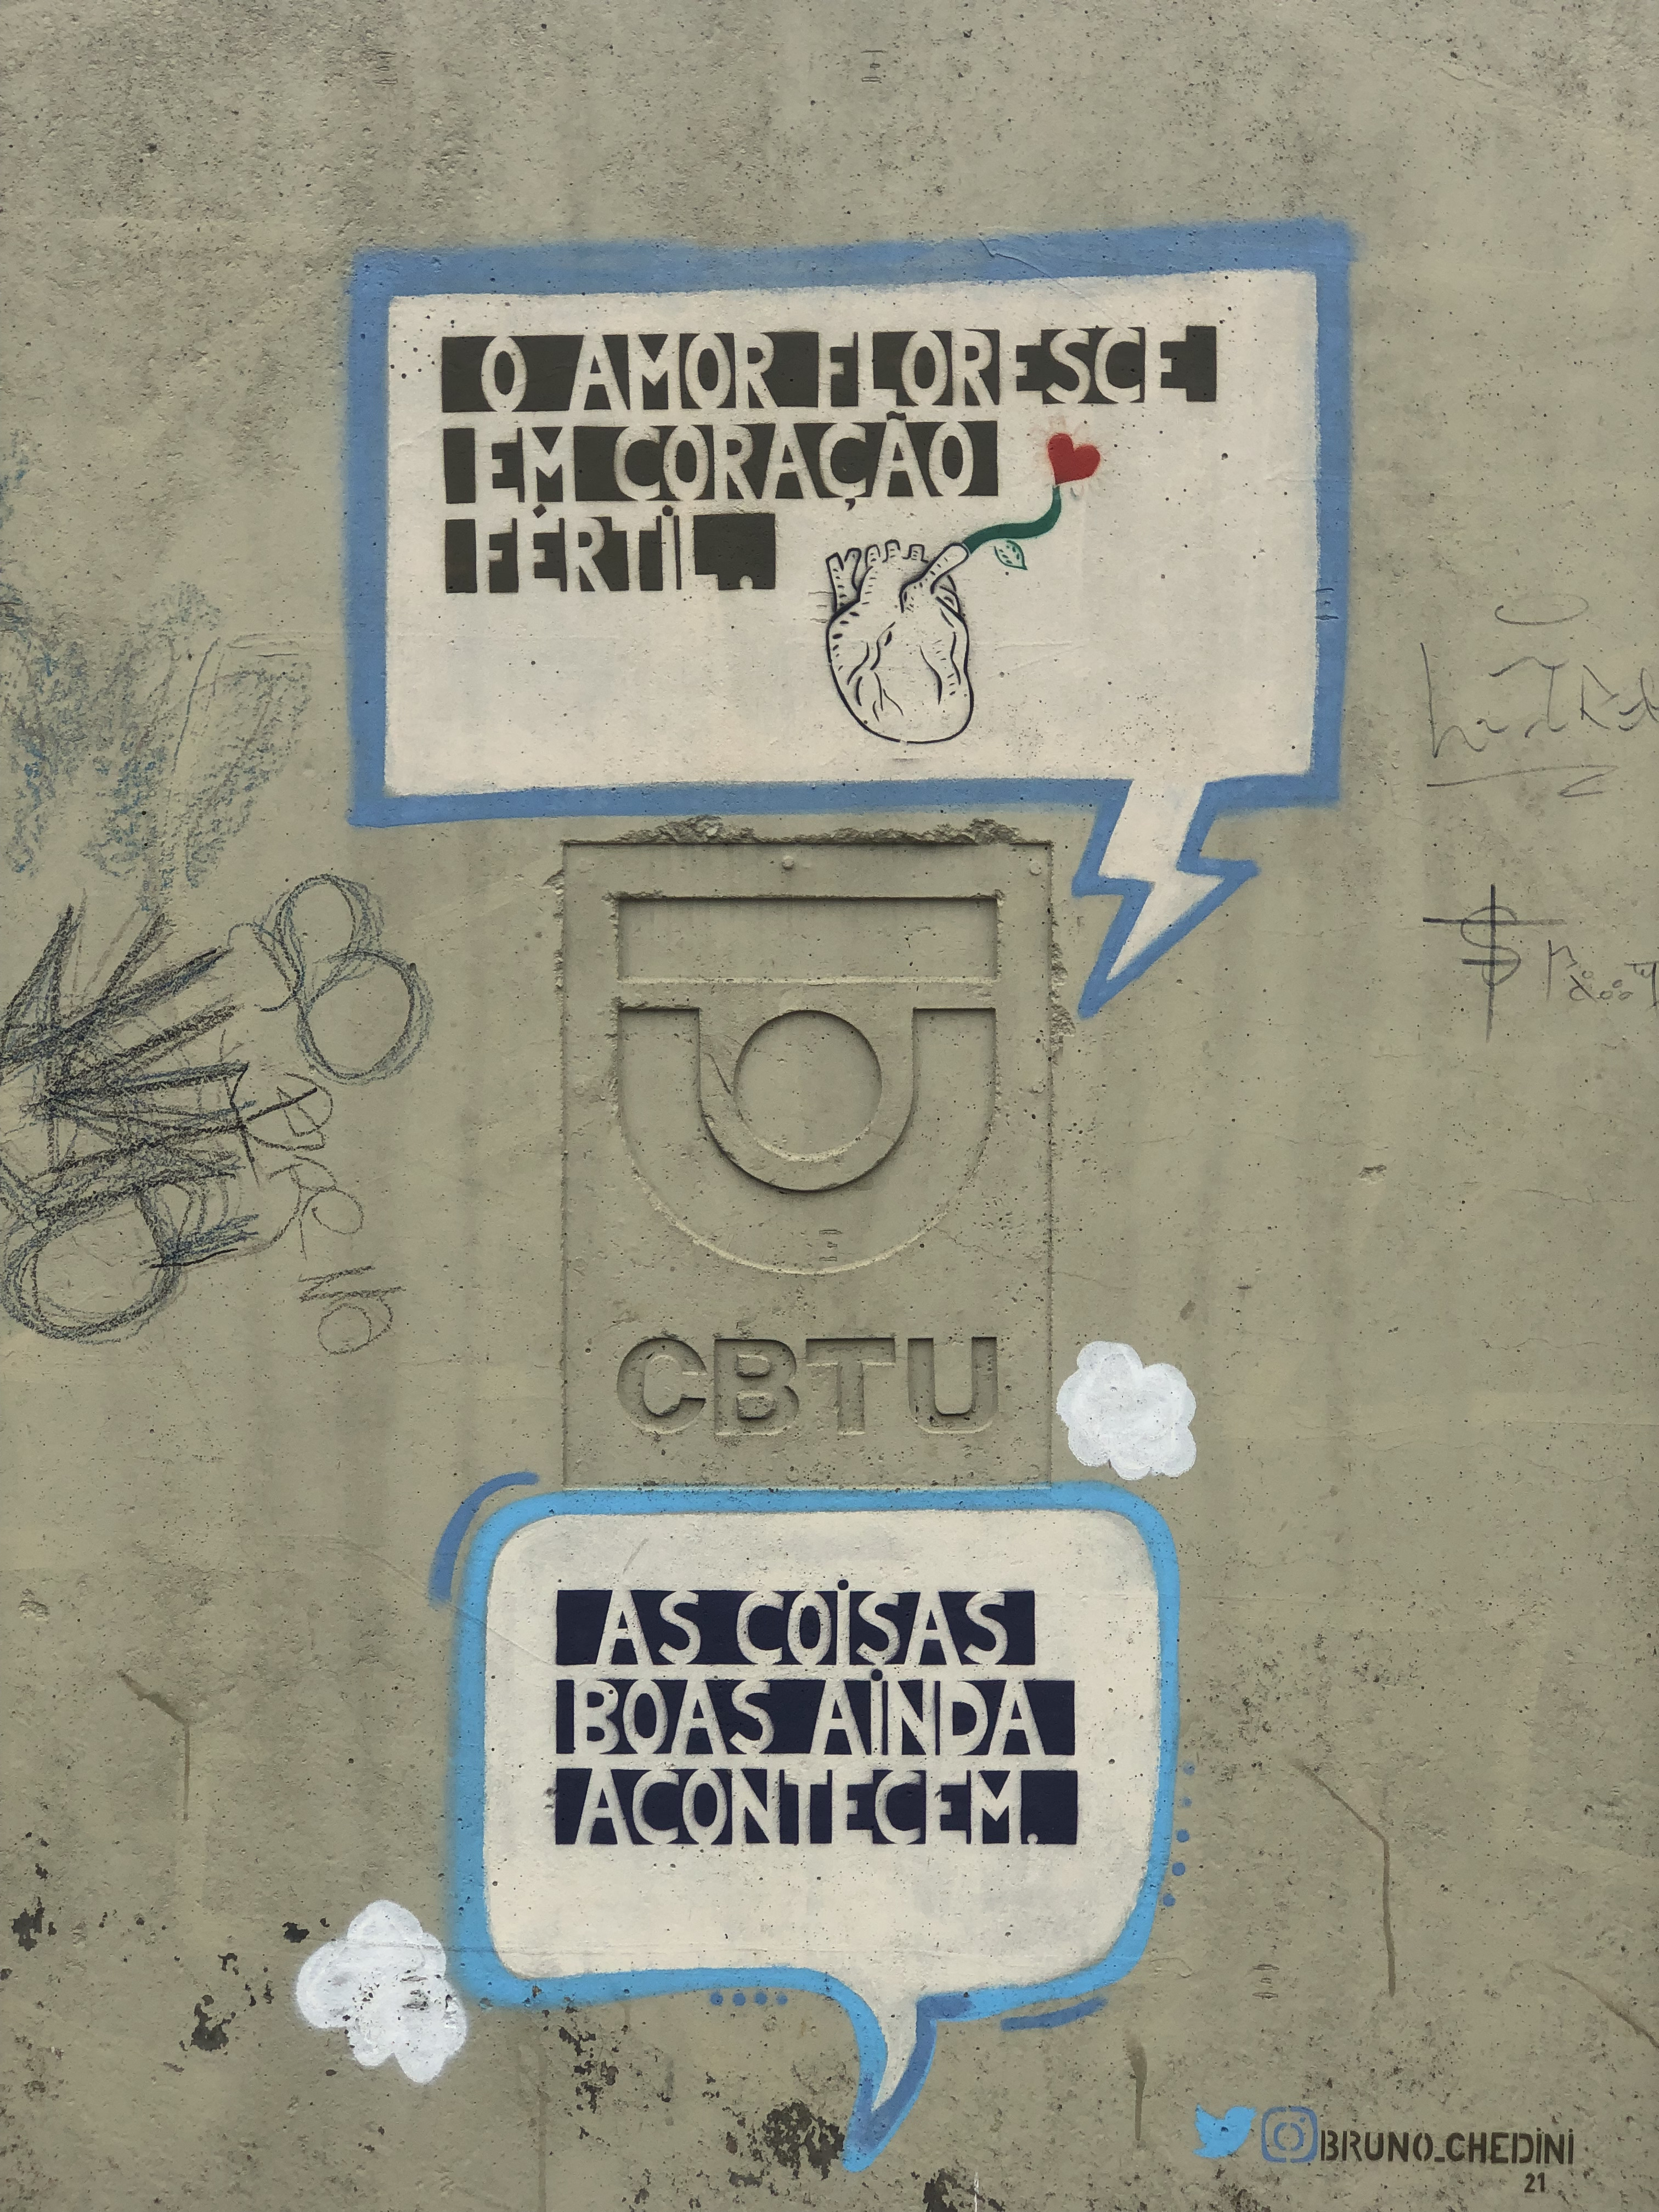 O AMOR FLORESCE
EM CORAÇÃO
FÉRTIL.
CBTU
AS COISAS
BOAS AINDA
ACONTECEM.
BRUNO_CHEDINI
21